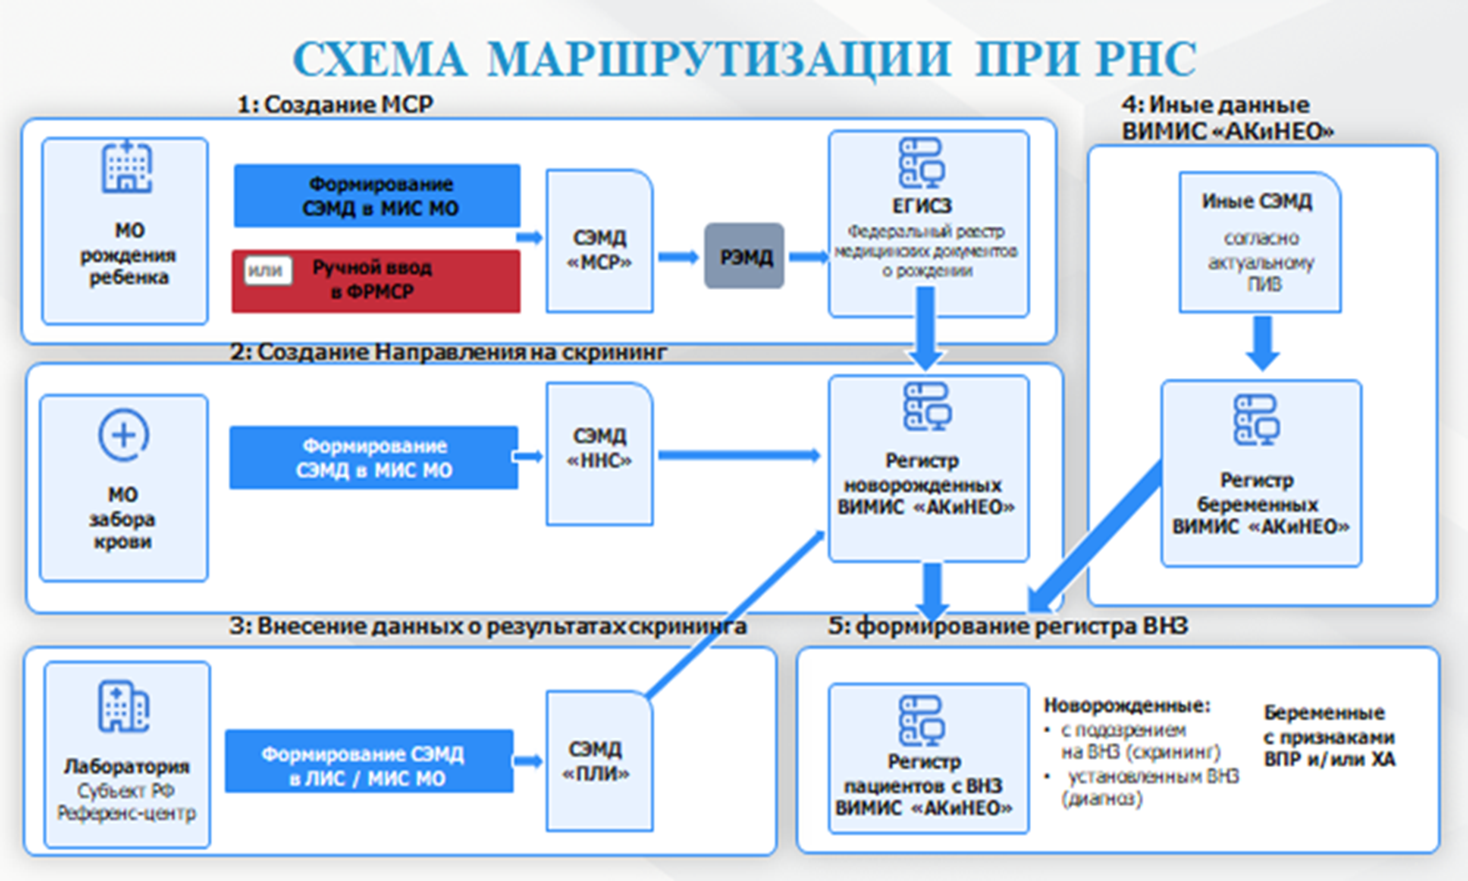 СХЕМА МАРШРУТИЗАЦИИ ПРИ РНС
1: Создание МСР
МО
рождения
ребенка
Формирование
СЭМД в МИС МО
или
Ручной ввод
в ФРМСР
СЭМД
«МСР»
РЭМД
ЕГИСЗ
Федеральный реестр
медицинских документов
о рождении
2: Создание Направления на скрининг
МО
забора
крови
Формирование
СЭМД в МИС МО
СЭМД
«ННС»
Регистр
новорожденных
ВИМИС «АКиНЕО»
3: Внесение данных о результатах скрининга
Лаборатория
Субъект РФ
Референс-центр
Формирование СЭМД
в ЛИС / МИС МО
СЭМД
«ПЛИ»
4: Иные данные
ВИМИС «АКиНЕО»
Иные СЭМД
согласно
актуальному
ПИВ
Регистр
беременных
ВИМИС «АКиНЕО»
5: формирование регистра ВНЗ
Регистр
пациентов с ВНЗ
ВИМИС «АКиНЕО»
Новорожденные:
• с подозрением
на ВНЗ (скрининг)
• установленным ВНЗ
(диагноз)
Беременные
с признаками
ВПР и/или ХА